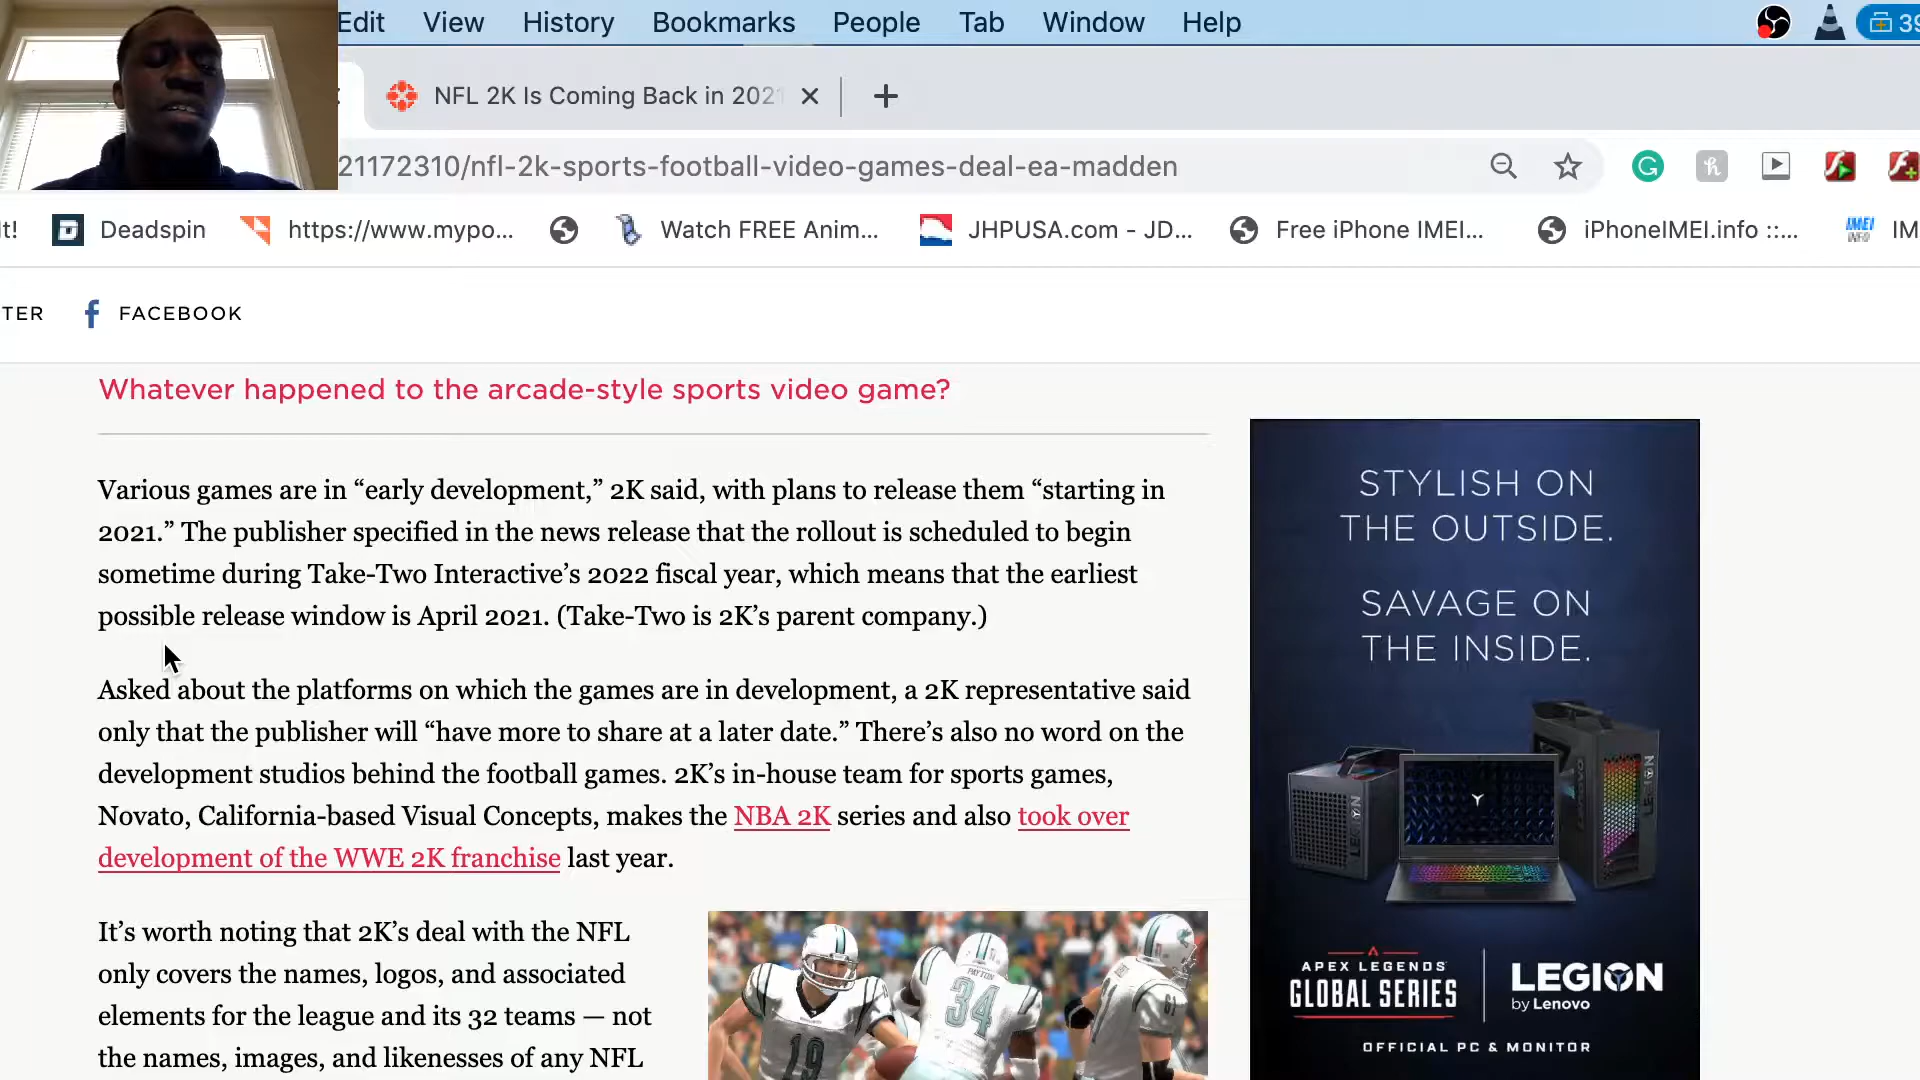 Edit View History Bookmarks People Tab Window Help
39
NFL 2K Is Coming Back in 2021
21172310/nfl-2k-sports-football-video-games-deal-ea-madden
It! Deadspin https://www.mypo... Watch FREE Anim... JHPUSA.com - JD... Free iPhone IMEI... iPhoneIMEI.info ::... IMEI INFO IM
TER FACEBOOK
Whatever happened to the arcade-style sports video game?
Various games are in “early development,” 2K said, with plans to release them “starting in
2021.” The publisher specified in the news release that the rollout is scheduled to begin
sometime during Take-Two Interactive’s 2022 fiscal year, which means that the earliest
possible release window is April 2021. (Take-Two is 2K’s parent company.)
Asked about the platforms on which the games are in development, a 2K representative said
only that the publisher will “have more to share at a later date.” There’s also no word on the
development studios behind the football games. 2K’s in-house team for sports games,
Novato, California-based Visual Concepts, makes the NBA 2K series and also took over
development of the WWE 2K franchise last year.
It’s worth noting that 2K’s deal with the NFL
only covers the names, logos, and associated
elements for the league and its 32 teams — not
the names, images, and likenesses of any NFL
PAYTON
34
19
61
STYLISH ON
THE OUTSIDE.
SAVAGE ON
THE INSIDE.
LEGION
APEX LEGENDS
GLOBAL SERIES
LEGION
by Lenovo
OFFICIAL PC & MONITOR